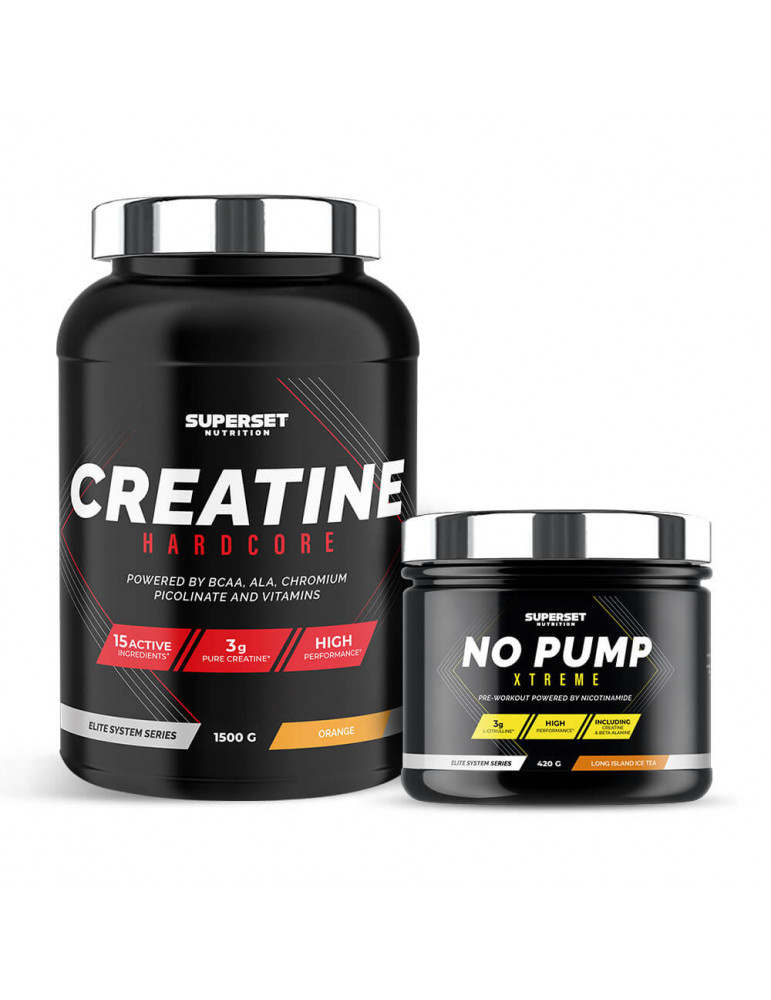 SUPERSET
NUTRITION
CREATINE
HARDCORE
POWERED BY BCAA, ALA, CHROMIUM
PICOLINATE AND VITAMINS
15 ACTIVE
INGREDIENTS*
3g
PURE CREATINE*
HIGH
PERFORMANCE*
ELITE SYSTEM SERIES
1500 G
ORANGE
SUPERSET
NUTRITION
NO PUMP
XTREME
PRE-WORKOUT POWERED BY NICOTINAMIDE
3g
L-CITRULLINE*
HIGH
PERFORMANCE*
INCLUDING
CREATINE
& BETA ALANINE
ELITE SYSTEM SERIES
420 G
LONG ISLAND ICE TEA